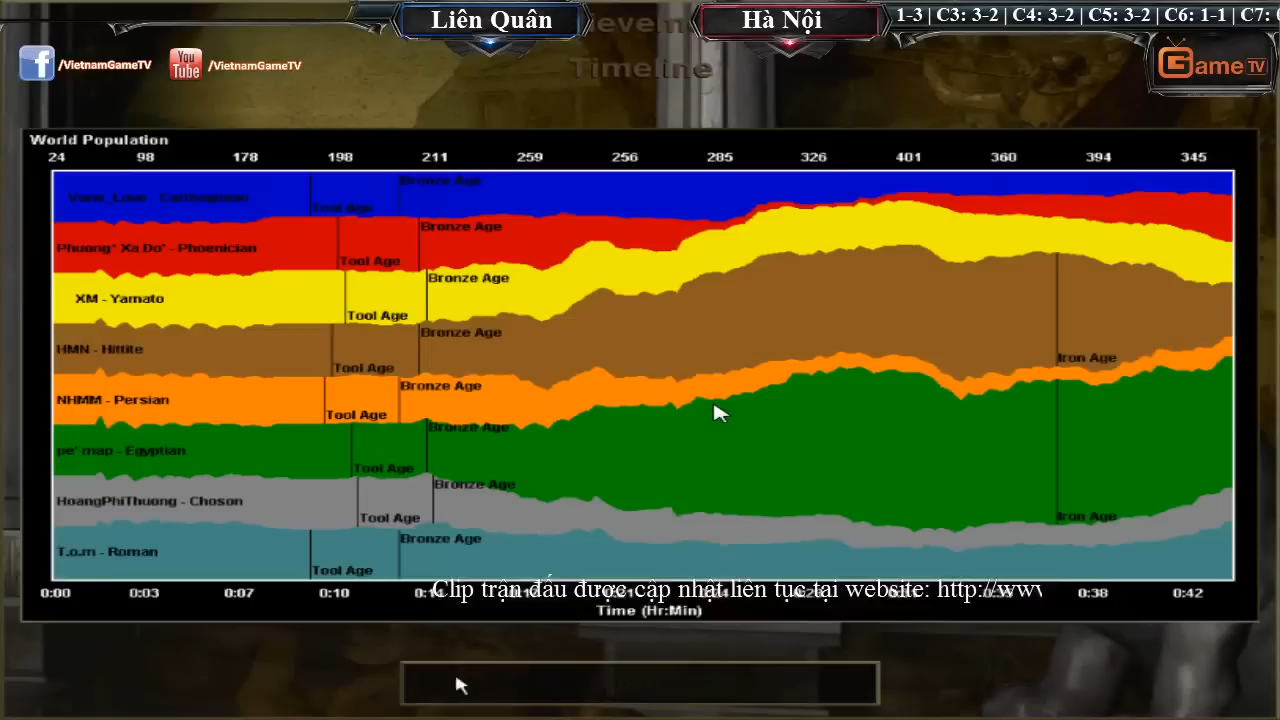 Liên Quân
Hà Nội
1-3 | C3: 3-2 | C4: 3-2 | C5: 3-2 | C6: 1-1 | C7:
Timeline
/VietnamGameTV
You Tube /VietnamGameTV
GameTV
World Population
24 98 178 198 211 259 256 285 326 401 360 394 345
Carthaginian
Tool Age
Bronze Age
Phuong* Xa Do* - Phoenician
Tool Age
Bronze Age
XM - Yamato
Tool Age
Bronze Age
HMN - Hittite
Tool Age
Bronze Age
Iron Age
NHMM - Persian
Tool Age
Bronze Age
pe* map - Egyptian
Tool Age
Bronze Age
Iron Age
HoangPhiThuong - Choson
Tool Age
Bronze Age
T.o.m - Roman
Tool Age
Bronze Age
Clip trận đấu được cập nhật liên tục tại website: http://www
0:00 0:03 0:07 0:10 0:38 0:42
Time (Hr:Min)